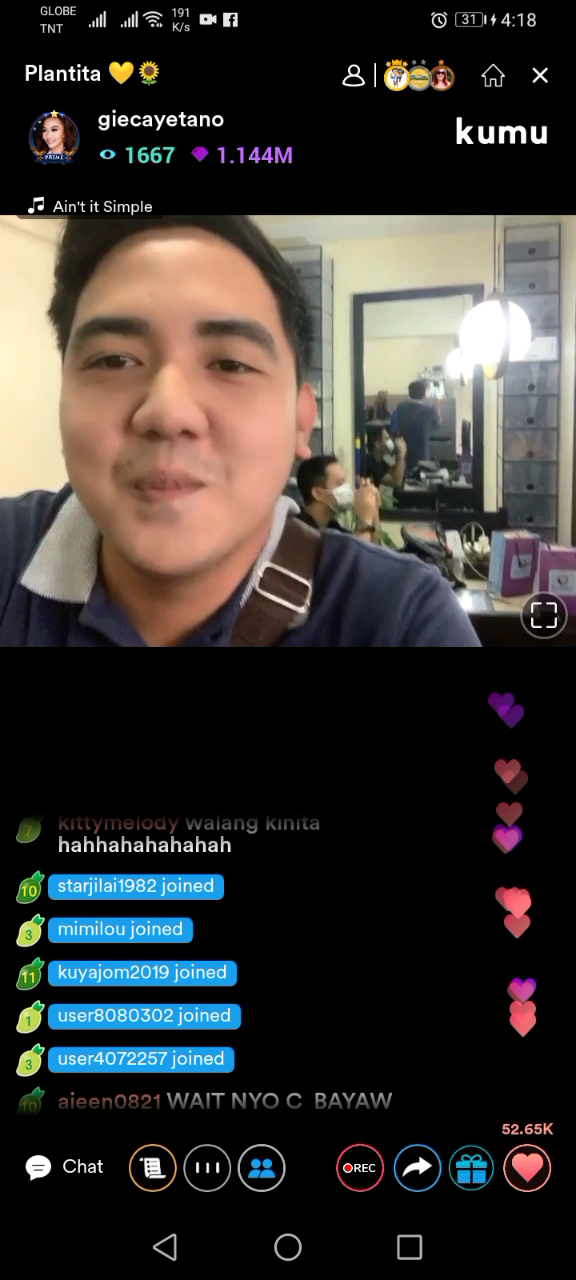 GLOBE
TNT
191
K/s
31
4:18
Plantita 💛🌻
giecayetano
PRIME
1667
1.144M
kumu
Ain't it Simple
kittymelody walang kinita
hahhahahahahah
10 starjilai1982 joined
3 mimilou joined
11 kuyajom2019 joined
1 user8080302 joined
3 user4072257 joined
10 aieen0821 WAIT NYO C BAYAW
52.65K
Chat
REC